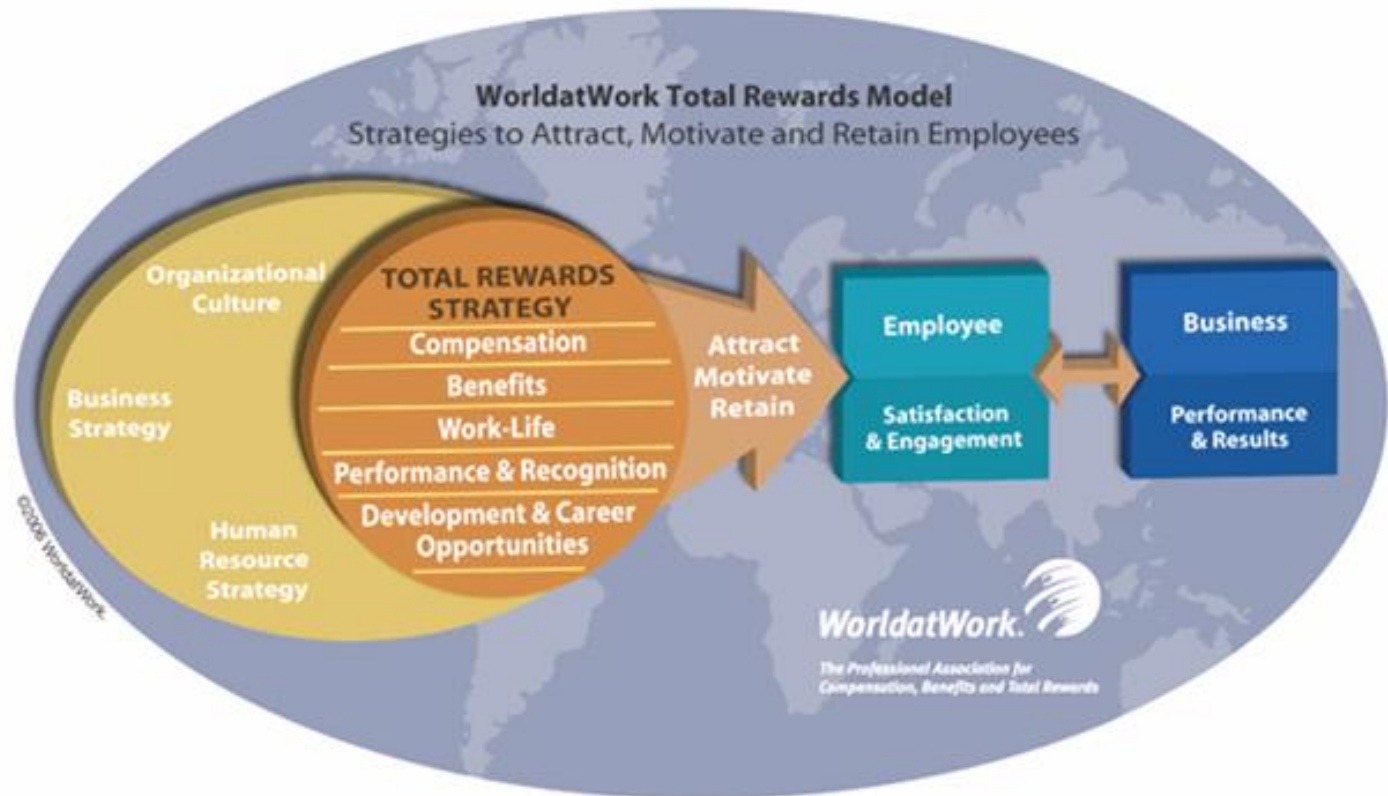 WorldatWork Total Rewards Model
Strategies to Attract, Motivate and Retain Employees
Organizational
Culture
Business
Strategy
Human
Resource
Strategy
TOTAL REWARDS
STRATEGY
Compensation
Benefits
Work-Life
Performance & Recognition
Development & Career
Opportunities
Attract
Motivate
Retain
Employee
Satisfaction
& Engagement
Business
Performance
& Results
©2006 WorldatWork.
WorldatWork.
The Professional Association for
Compensation, Benefits and Total Rewards